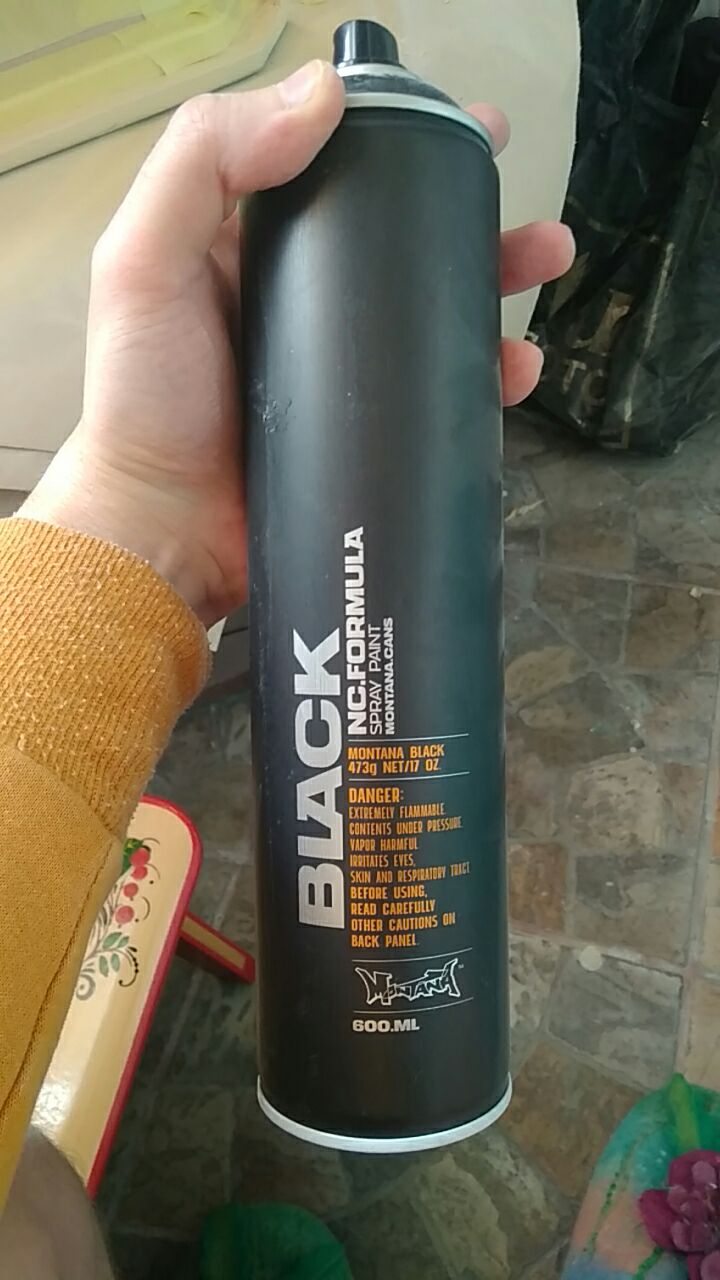 BLACK
NC.FORMULA
SPRAY PAINT
MONTANA.CANS
MONTANA BLACK
473g NET/17 OZ.
DANGER:
EXTREMELY FLAMMABLE.
CONTENTS UNDER PRESSURE.
VAPOR HARMFUL
IRRITATES EYES,
SKIN AND RESPIRATORY TRACT
BEFORE USING,
READ CAREFULLY
OTHER CAUTIONS ON
BACK PANEL.
MONTANA™
600.ML